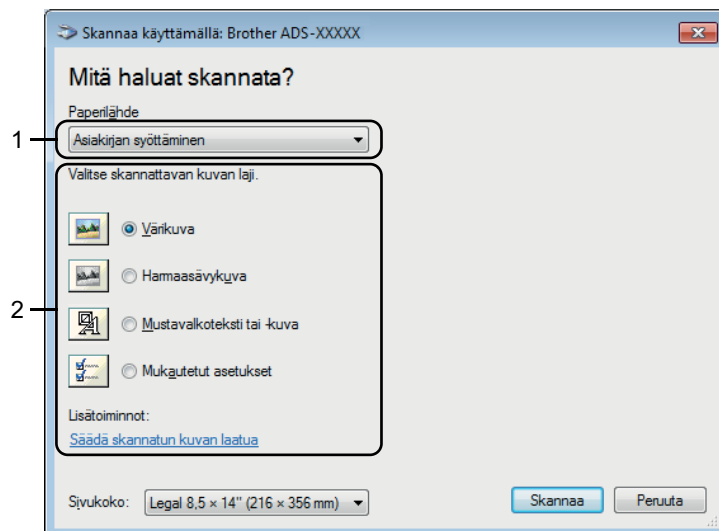 Skannaa käyttämällä: Brother ADS-XXXXX
Mitä haluat skannata?
Paperilähde
1
Asiakirjan syöttäminen
Valitse skannattavan kuvan laji.
Värikuva
Harmaasävykuva
2
Mustavalkoteksti tai -kuva
Mukautetut asetukset
Lisätoiminnot:
Säädä skannatun kuvan laatua
Sivukoko: Legal 8,5 × 14" (216 × 356 mm) Skannaa Peruuta